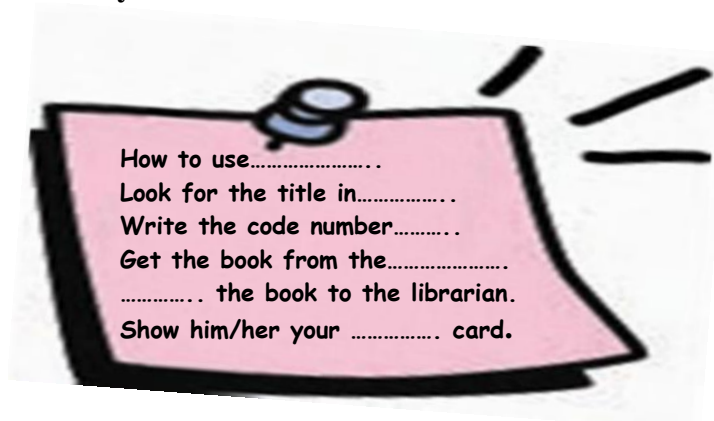 How to use…………………..
Look for the title in……………..
Write the code number………..
Get the book from the………………….
………….. the book to the librarian.
Show him/her your ……………. card.